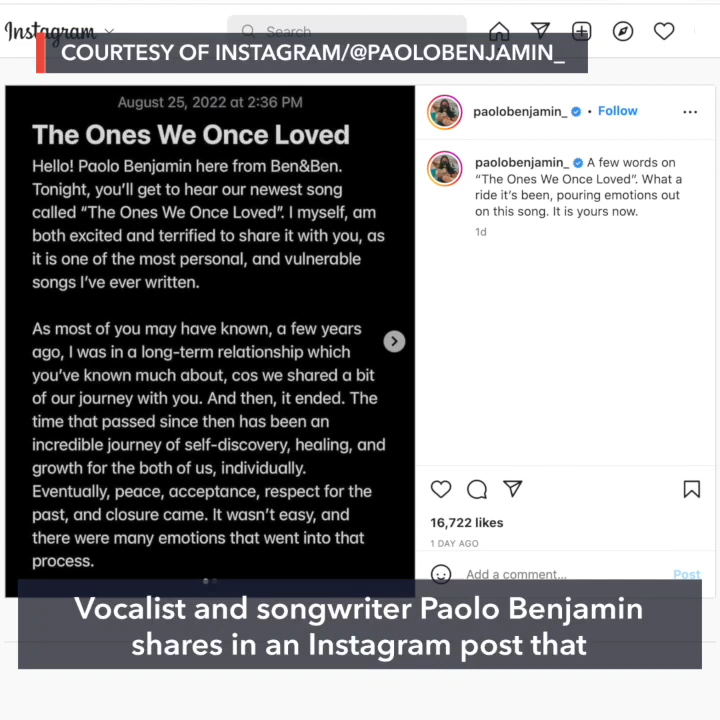 Instagram
Search
COURTESY OF INSTAGRAM/@PAOLOBENJAMIN_
August 25, 2022 at 2:36 PM
The Ones We Once Loved
Hello! Paolo Benjamin here from Ben&Ben.
Tonight, you’ll get to hear our newest song
called “The Ones We Once Loved”. I myself, am
both excited and terrified to share it with you, as
it is one of the most personal, and vulnerable
songs I’ve ever written.
As most of you may have known, a few years
ago, I was in a long-term relationship which
you’ve known much about, cos we shared a bit
of our journey with you. And then, it ended. The
time that passed since then has been an
incredible journey of self-discovery, healing, and
growth for the both of us, individually.
Eventually, peace, acceptance, respect for the
past, and closure came. It wasn’t easy, and
there were many emotions that went into that
process.
paolobenjamin_ • Follow
paolobenjamin_ A few words on
“The Ones We Once Loved”. What a
ride it’s been, pouring emotions out
on this song. It is yours now.
1d
16,722 likes
1 DAY AGO
Add a comment...
Post
Vocalist and songwriter Paolo Benjamin
shares in an Instagram post that